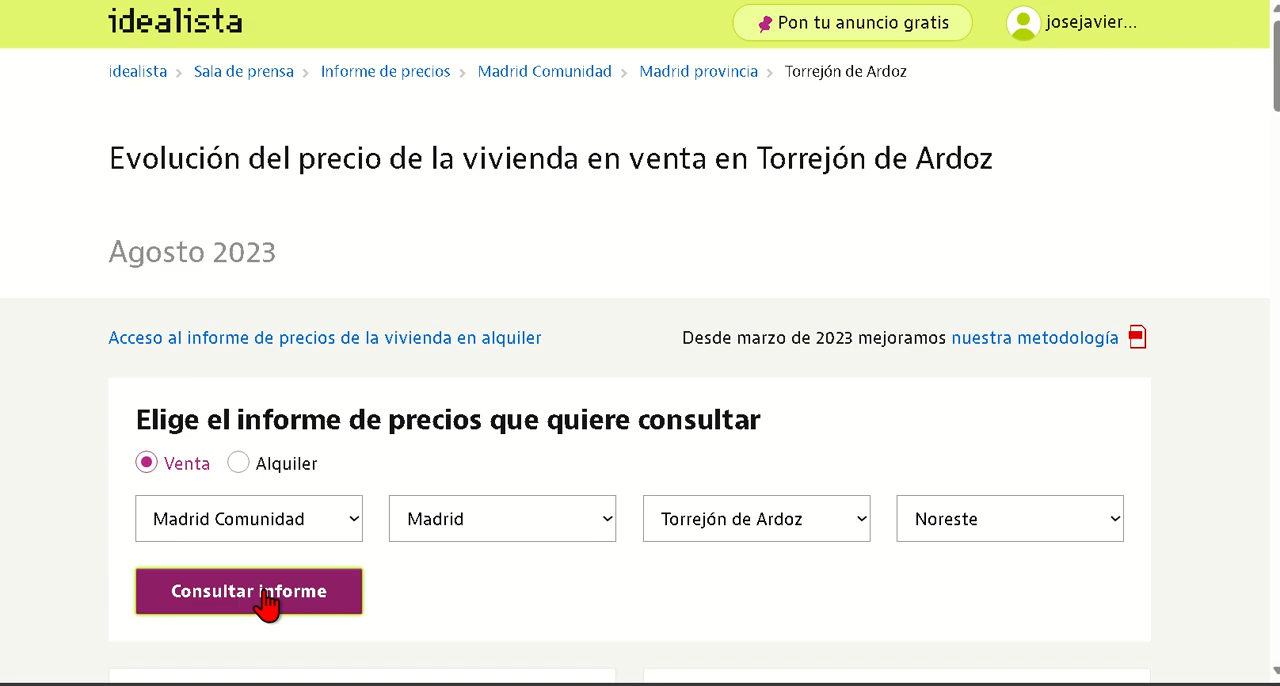 idealista
Pon tu anuncio gratis
josejavier...
idealista > Sala de prensa > Informe de precios > Madrid Comunidad > Madrid provincia > Torrejón de Ardoz
Evolución del precio de la vivienda en venta en Torrejón de Ardoz
Agosto 2023
Acceso al informe de precios de la vivienda en alquiler
Desde marzo de 2023 mejoramos nuestra metodología
Elige el informe de precios que quiere consultar
Venta Alquiler
Madrid Comunidad Madrid Torrejón de Ardoz Noreste
Consultar informe